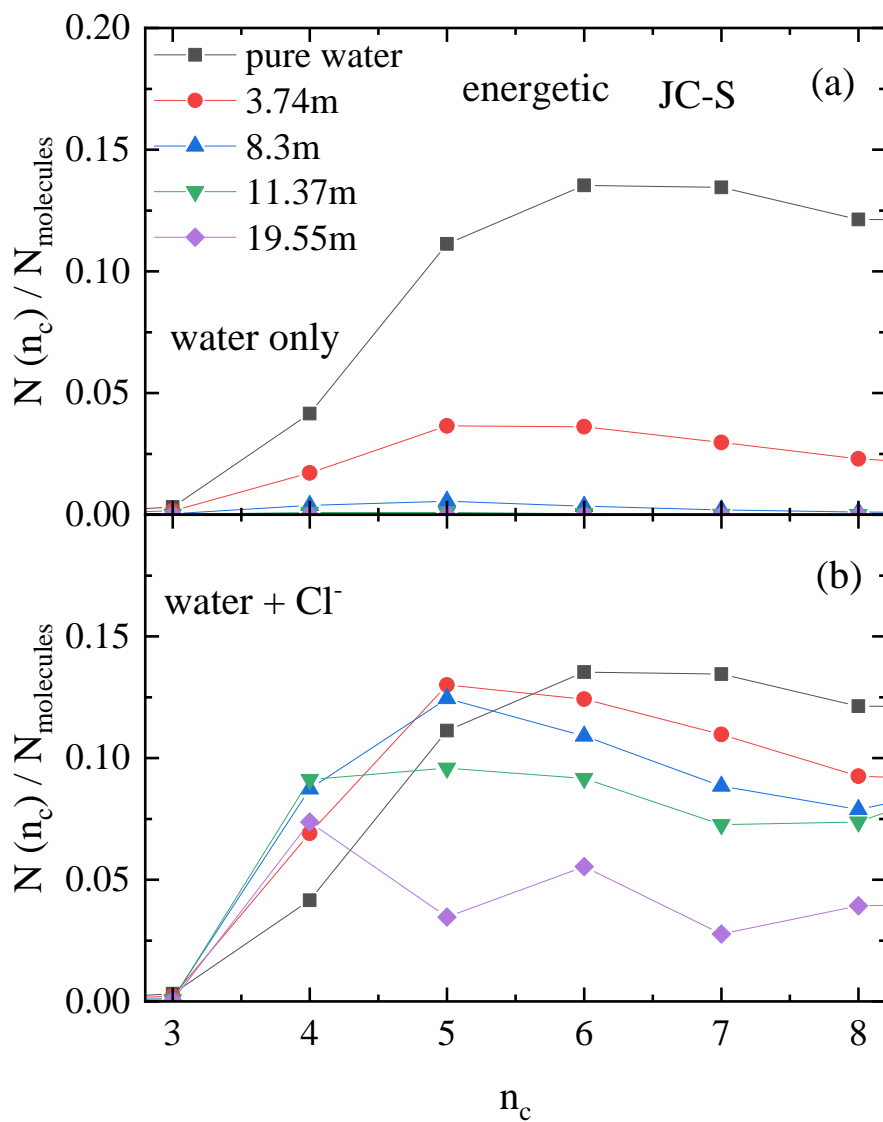 0.20
pure water
3.74m
8.3m
11.37m
19.55m
energetic JC-S (a)
0.15
0.10
0.05
0.00
N (n_c) / N_molecules
water only
(b)
water + Cl⁻
0.15
0.10
0.05
0.00
N (n_c) / N_molecules
3 4 5 6 7 8
n_c